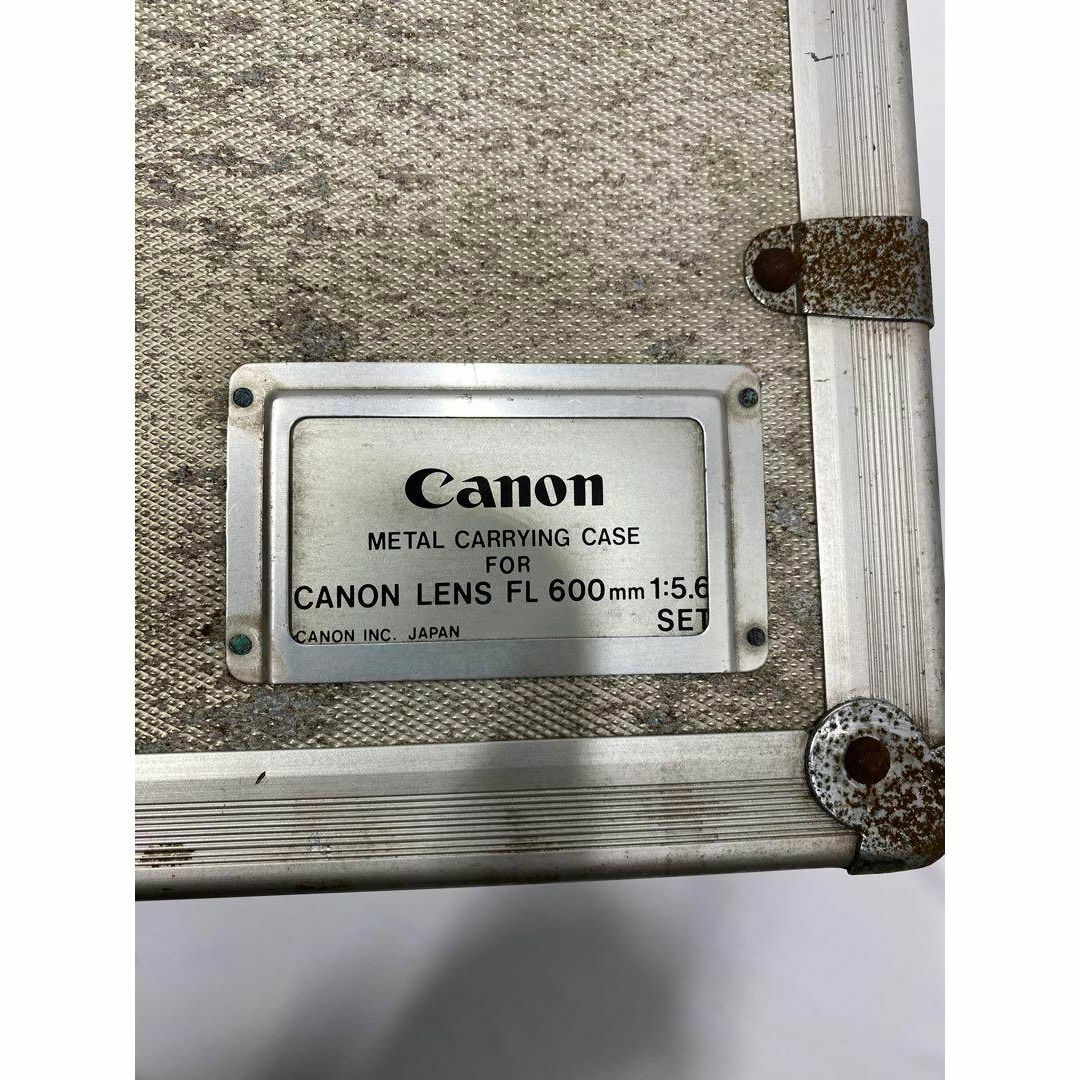 Canon
METAL CARRYING CASE
FOR
CANON LENS FL 600mm 1:5.6
SET
CANON INC. JAPAN